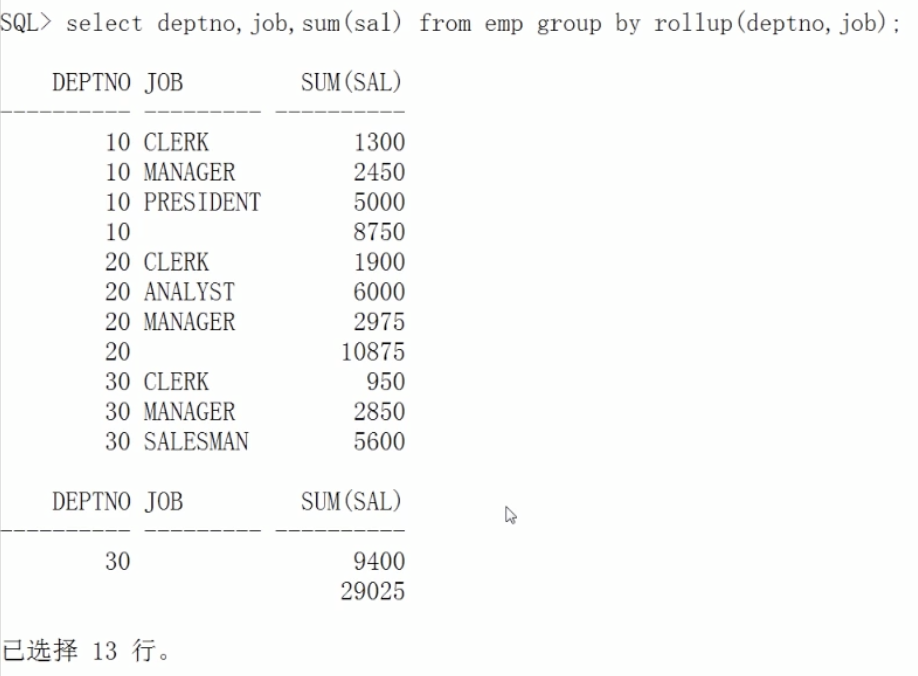 SQL> select deptno,job,sum(sal) from emp group by rollup(deptno,job);
DEPTNO JOB SUM(SAL)
---------- --------- ----------
10 CLERK 1300
10 MANAGER 2450
10 PRESIDENT 5000
10 8750
20 CLERK 1900
20 ANALYST 6000
20 MANAGER 2975
20 10875
30 CLERK 950
30 MANAGER 2850
30 SALESMAN 5600
DEPTNO JOB SUM(SAL)
---------- --------- ----------
30 9400
29025
已选择 13 行。